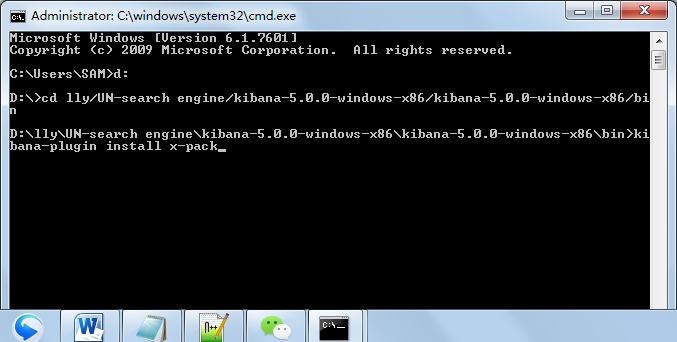 Administrator: C:\windows\system32\cmd.exe
Microsoft Windows [Version 6.1.7601]
Copyright (c) 2009 Microsoft Corporation.  All rights reserved.
C:\Users\SAM>d:
D:\>cd lly/UN-search engine/kibana-5.0.0-windows-x86/kibana-5.0.0-windows-x86/bi
n
D:\lly\UN-search engine\kibana-5.0.0-windows-x86\kibana-5.0.0-windows-x86\bin>ki
bana-plugin install x-pack_